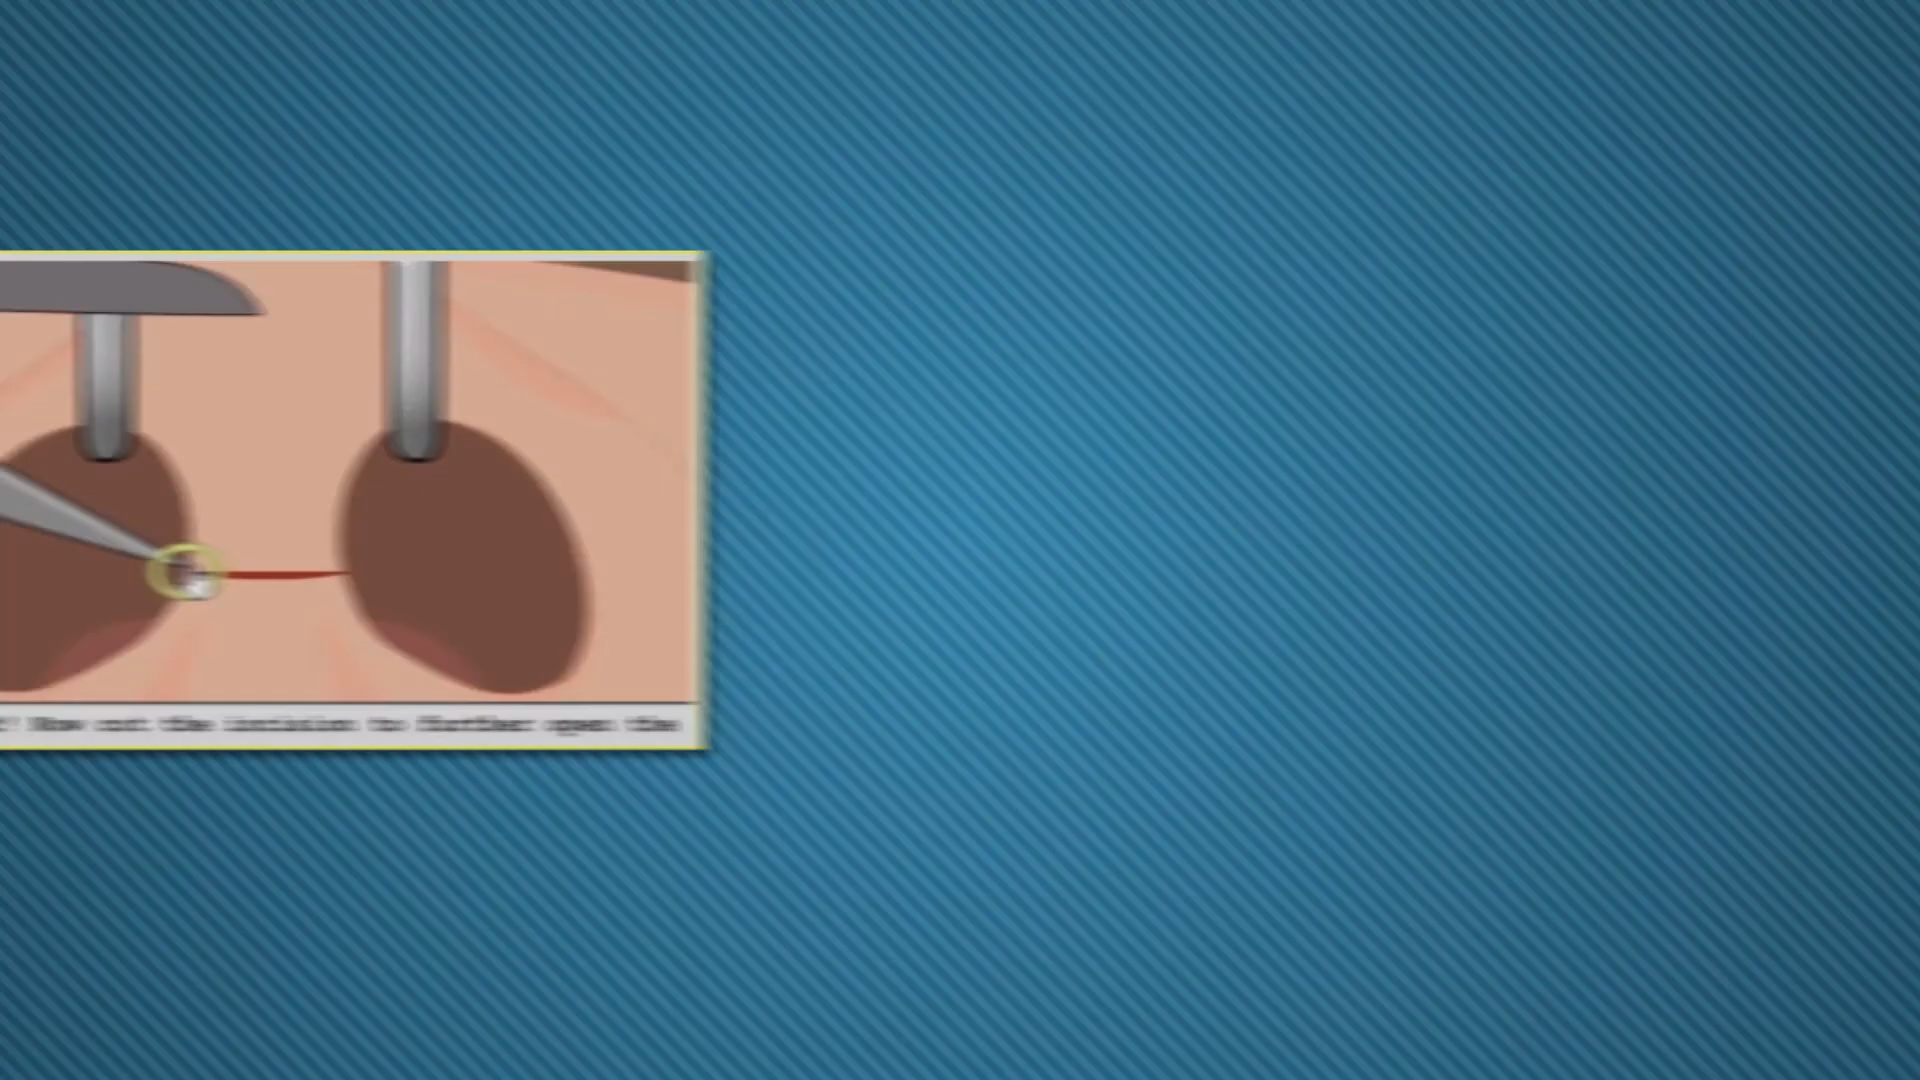 ! Now cut the incision to further open the